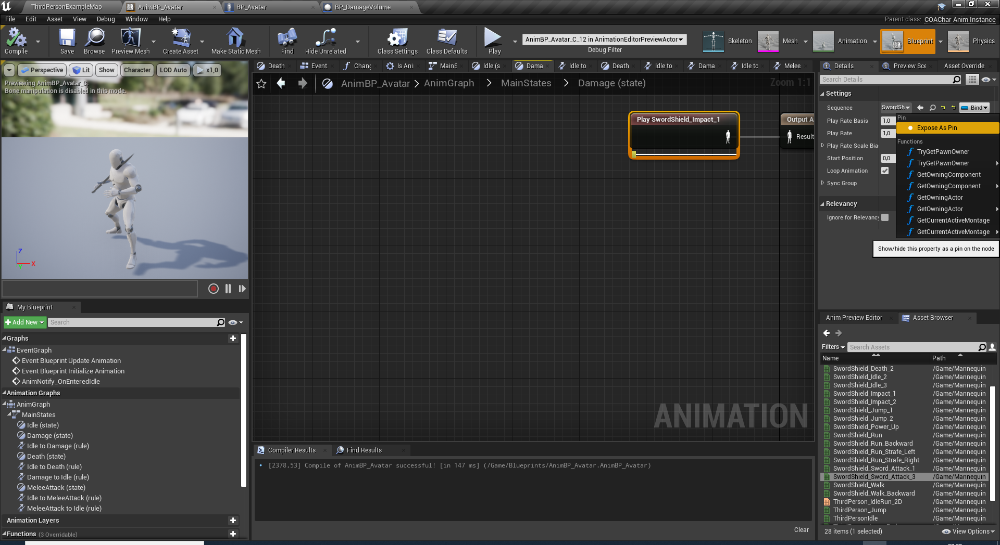 ThirdPersonExampleMap
AnimBP_Avatar
BP_Avatar
BP_DamageVolume
File Edit Asset View Debug Window Help
Parent class: COAChar Anim Instance
Compile
Save
Browse
Preview Mesh
Create Asset
Make Static Mesh
Find
Hide Unrelated
Class Settings
Class Defaults
Play
AnimBP_Avatar_C_12 in AnimationEditorPreviewActor
Debug Filter
Skeleton
Mesh
Animation
Blueprint
Physics
Perspective
Lit
Show
Character
LOD Auto
x1,0
Previewing AnimBP_Avatar_C.
Bone manipulation is disabled in this mode.
Z
X
Death
Event
Chang
Is Ani
MainS
Idle (s
Dama
Idle to
Death
Idle to
Dama
Idle to
Melee
AnimBP_Avatar > AnimGraph > MainStates > Damage (state)
Zoom 1:1
Play SwordShield_Impact_1
Output A
Result
ANIMATION
Details
Preview Sce
Asset Override
Search Details
Settings
Sequence
SwordSh
Bind
Play Rate Basis
1,0
Play Rate
1,0
Play Rate Scale Bia
Start Position
0,0
Loop Animation
Sync Group
Relevancy
Ignore for Relevancy
Pin
Expose As Pin
Functions
TryGetPawnOwner
TryGetPawnOwner
GetOwningComponent
GetOwningComponent
GetOwningActor
GetOwningActor
GetCurrentActiveMontage
GetCurrentActiveMontage
Show/hide this property as a pin on the node
My Blueprint
Add New
Search
Graphs
EventGraph
Event Blueprint Update Animation
Event Blueprint Initialize Animation
AnimNotify_OnEnteredIdle
Animation Graphs
AnimGraph
MainStates
Idle (state)
Damage (state)
Idle to Damage (rule)
Death (state)
Idle to Death (rule)
Damage to Idle (rule)
MeleeAttack (state)
Idle to MeleeAttack (rule)
MeleeAttack to Idle (rule)
Animation Layers
Functions (3 Overridable)
Compiler Results
Find Results
[2378,53] Compile of AnimBP_Avatar successful! [in 147 ms] (/Game/Blueprints/AnimBP_Avatar.AnimBP_Avatar)
Clear
Anim Preview Editor
Asset Browser
Filters
Search Assets
Name Path
SwordShield_Death_2 /Game/Mannequin
SwordShield_Idle_2 /Game/Mannequin
SwordShield_Idle_3 /Game/Mannequin
SwordShield_Impact_1 /Game/Mannequin
SwordShield_Impact_2 /Game/Mannequin
SwordShield_Jump_1 /Game/Mannequin
SwordShield_Jump_2 /Game/Mannequin
SwordShield_Power_Up /Game/Mannequin
SwordShield_Run /Game/Mannequin
SwordShield_Run_Backward /Game/Mannequin
SwordShield_Run_Strafe_Left /Game/Mannequin
SwordShield_Run_Strafe_Right /Game/Mannequin
SwordShield_Sword_Attack_1 /Game/Mannequin
SwordShield_Sword_Attack_3 /Game/Mannequin
SwordShield_Walk /Game/Mannequin
SwordShield_Walk_Backward /Game/Mannequin
ThirdPerson_IdleRun_2D /Game/Mannequin
ThirdPerson_Jump /Game/Mannequin
ThirdPersonIdle /Game/Mannequin
28 items (1 selected)
View Options